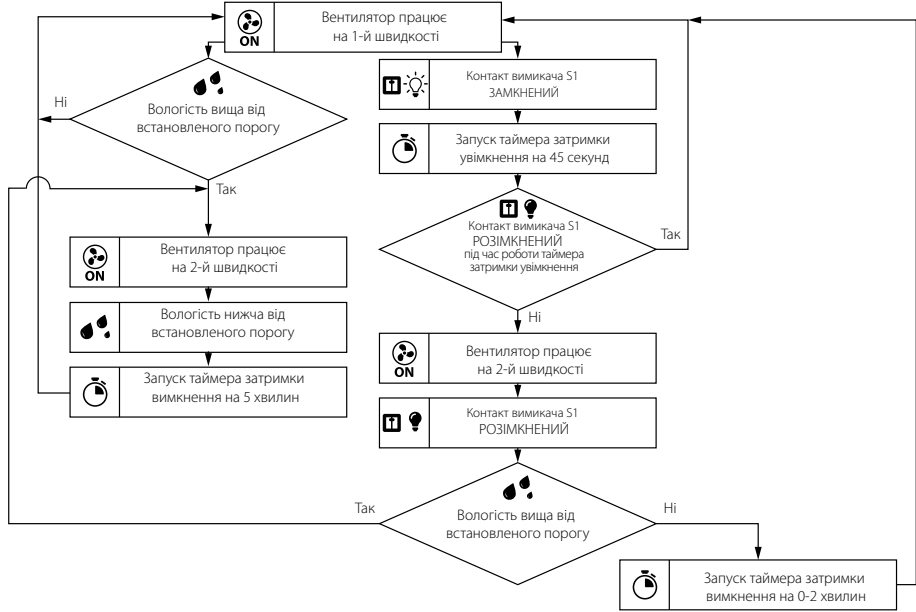 Вентилятор працює
на 1-й швидкості
ON
Вологість вища від
встановленого порогу
Ні
Так
Вентилятор працює
на 2-й швидкості
ON
Вологість нижча від
встановленого порогу
Запуск таймера затримки
вимкнення на 5 хвилин
Контакт вимикача S1
ЗАМКНЕНИЙ
Запуск таймера затримки
увімкнення на 45 секунд
Контакт вимикача S1
РОЗІМКНЕНИЙ
під час роботи таймера
затримки увімкнення
Так
Ні
Вентилятор працює
на 2-й швидкості
ON
Контакт вимикача S1
РОЗІМКНЕНИЙ
Вологість вища від
встановленого порогу
Так
Ні
Запуск таймера затримки
вимкнення на 0-2 хвилин